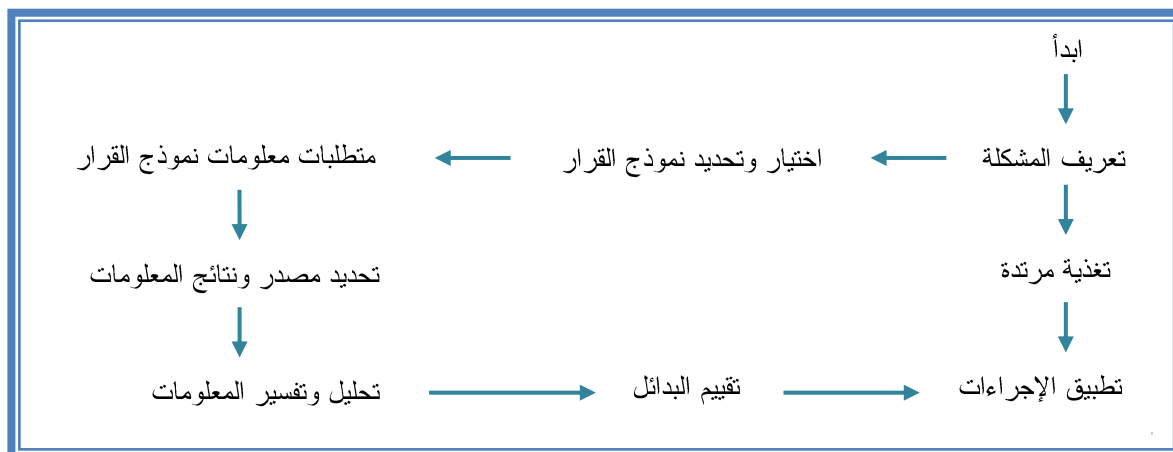 ابدأ
تعريف المشكلة
اختيار وتحديد نموذج القرار
متطلبات معلومات نموذج القرار
تغذية مرتدة
تحديد مصدر ونتائج المعلومات
تطبيق الإجراءات
تقييم البدائل
تحليل وتفسير المعلومات